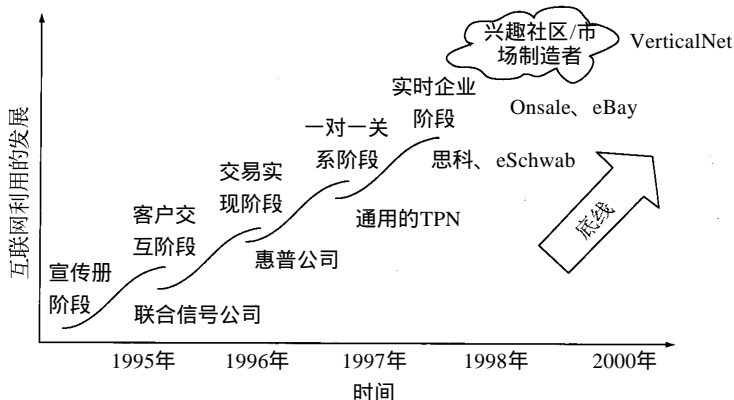 兴趣社区/市
场制造者
VerticalNet
实时企业
阶段
Onsale、eBay
一对一关
系阶段
思科、eSchwab
交易实
现阶段
通用的TPN
客户交
互阶段
惠普公司
宣传册
阶段
联合信号公司
底线
互联网利用的发展
1995年
1996年
1997年
1998年
2000年
时间